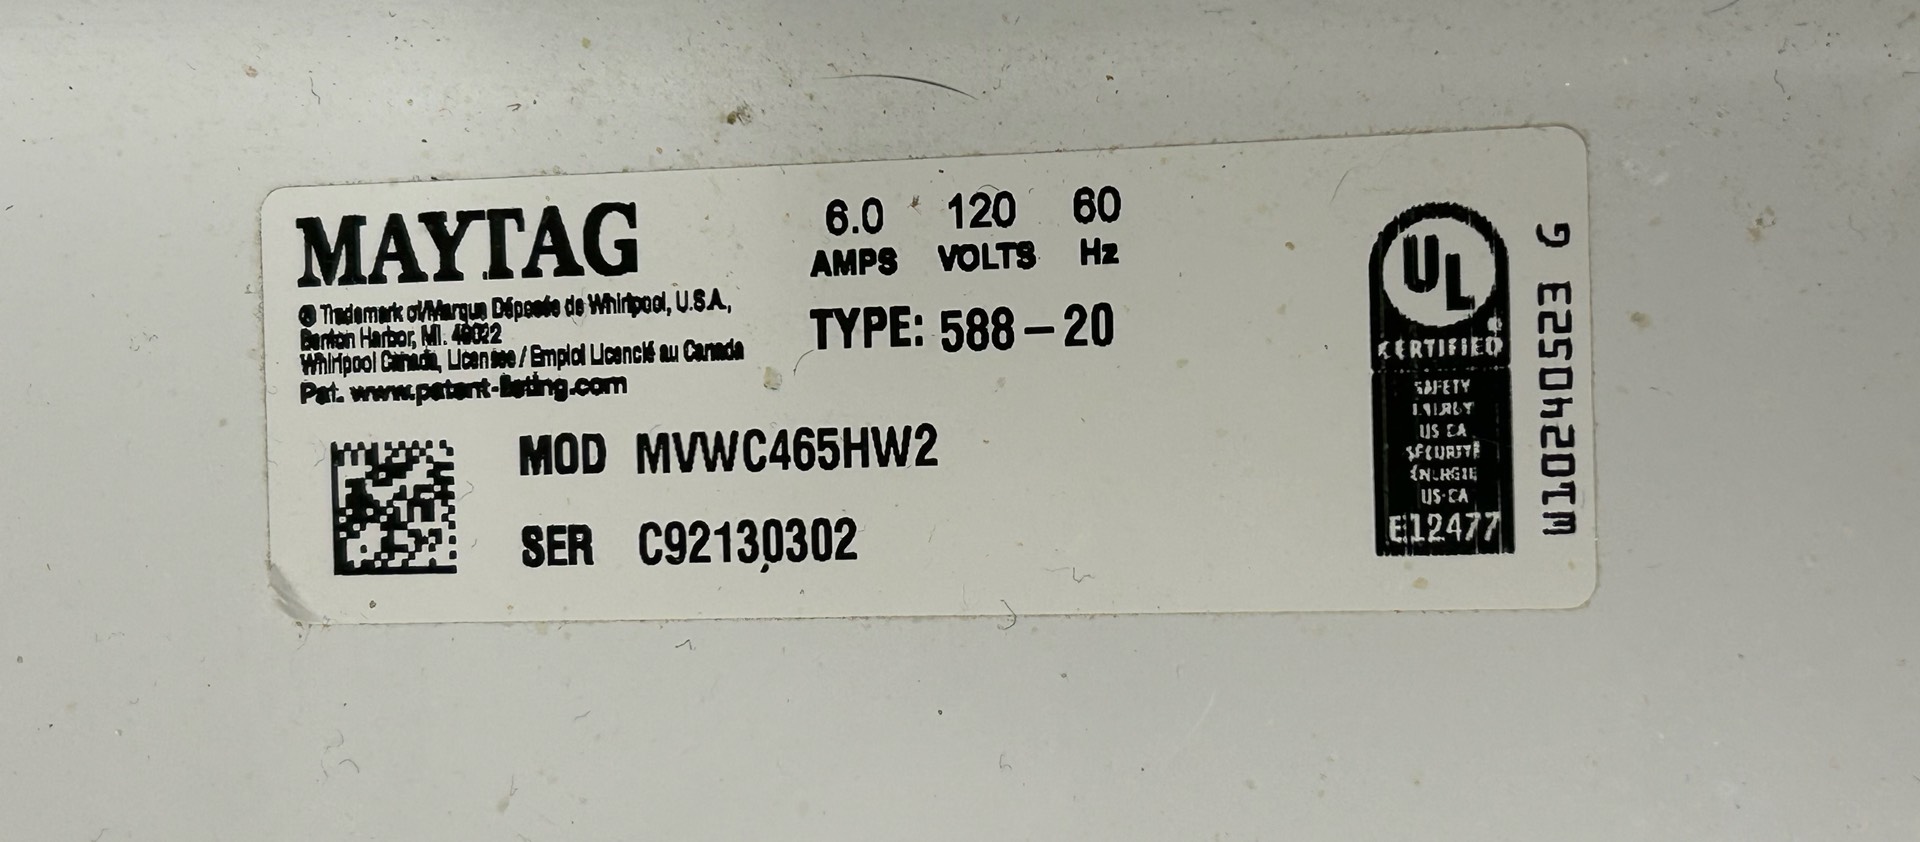 MAYTAG
® Trademark of/Marque Déposée de Whirlpool, U.S.A.,
Benton Harbor, MI. 49022
Whirlpool Canada, Licensee / Emploi Licencié au Canada
Pat. www.patent-listing.com
6.0 120 60
AMPS VOLTS Hz
TYPE: 588-20
MOD MVWC465HW2
SER C92130302
UL
®
CERTIFIED
SAFETY
ENERGY
US CA
SÉCURITÉ
ÉNERGIE
US-CA
E12477
W10240523 G